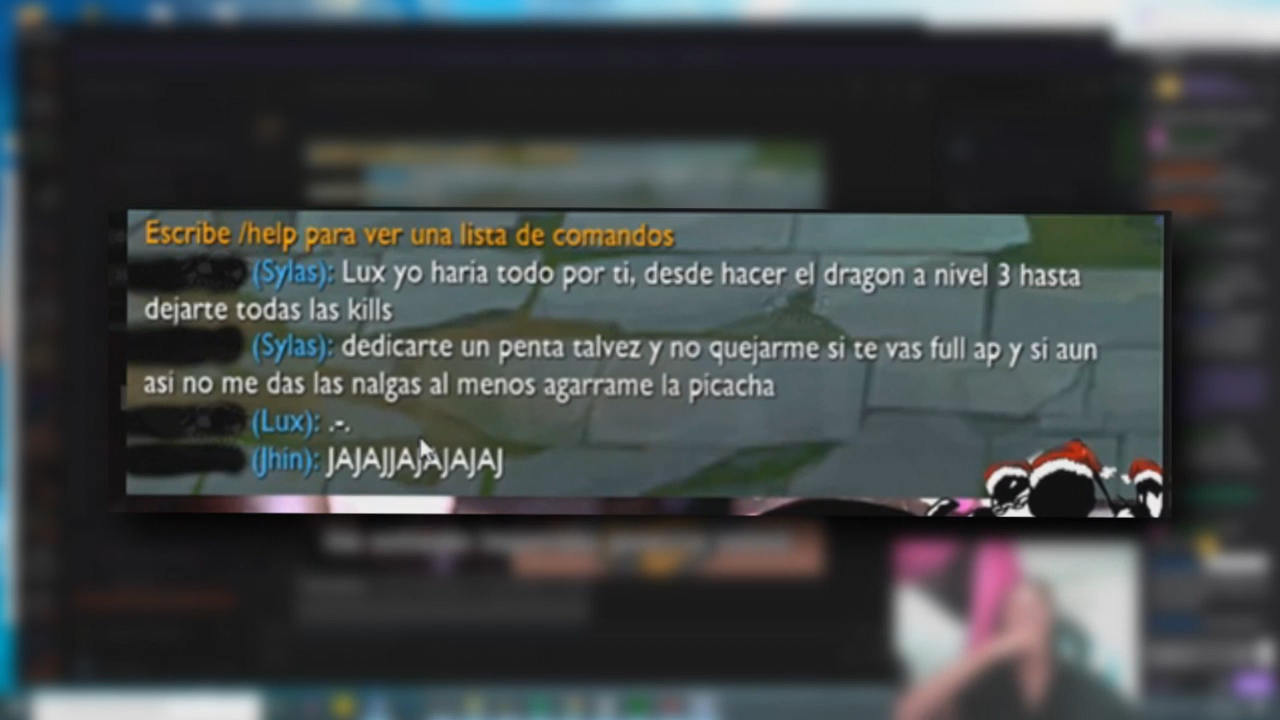 Escribe /help para ver una lista de comandos
(Sylas): Lux yo haria todo por ti, desde hacer el dragon a nivel 3 hasta
dejarte todas las kills
(Sylas): dedicarte un penta talvez y no quejarme si te vas full ap y si aun
asi no me das las nalgas al menos agarrame la picacha
(Lux): .-.
(Jhin): JAJAJJAJAJAJAJ